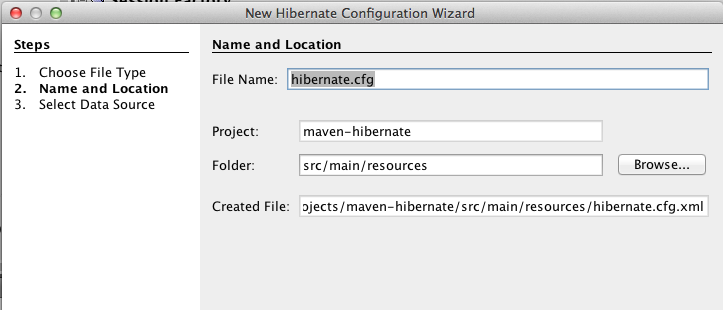 New Hibernate Configuration Wizard
Steps
1. Choose File Type
2. Name and Location
3. Select Data Source
Name and Location
File Name: hibernate.cfg
Project: maven-hibernate
Folder: src/main/resources Browse...
Created File: ojects/maven-hibernate/src/main/resources/hibernate.cfg.xml